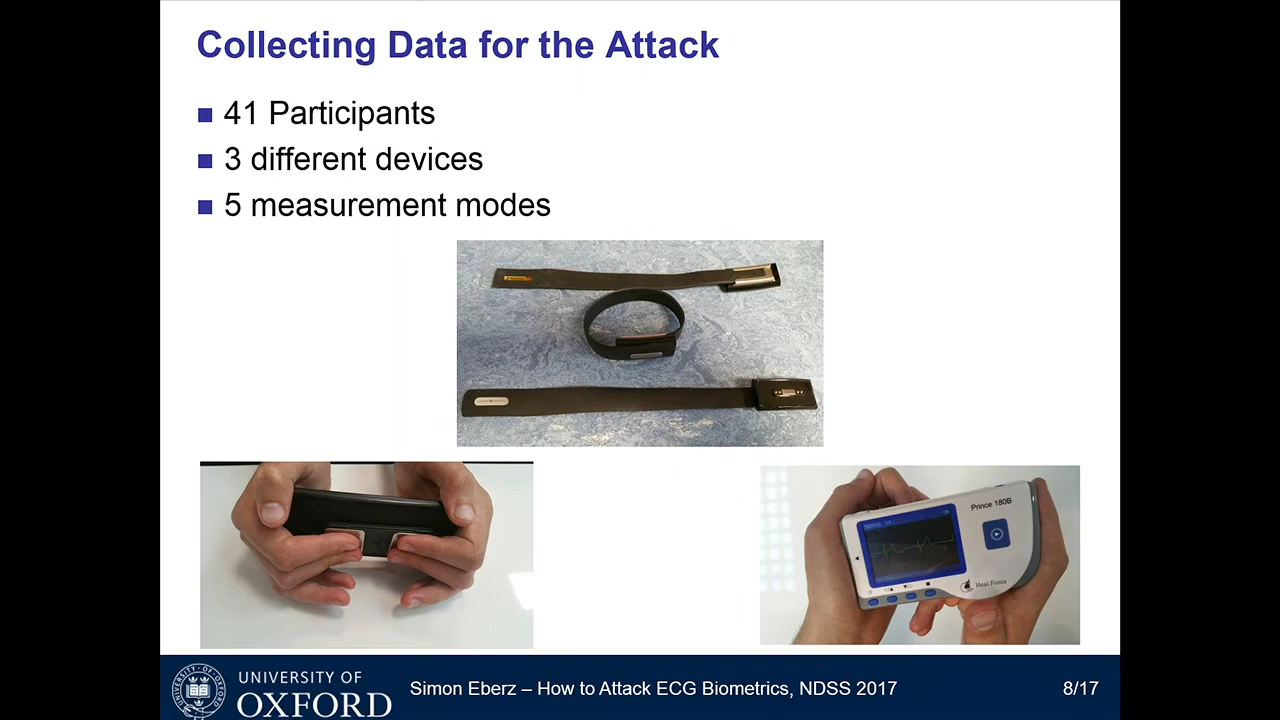 Collecting Data for the Attack
41 Participants
3 different devices
5 measurement modes
Prince 180B
Heal Force
UNIVERSITY OF
OXFORD
Simon Eberz – How to Attack ECG Biometrics, NDSS 2017
8/17